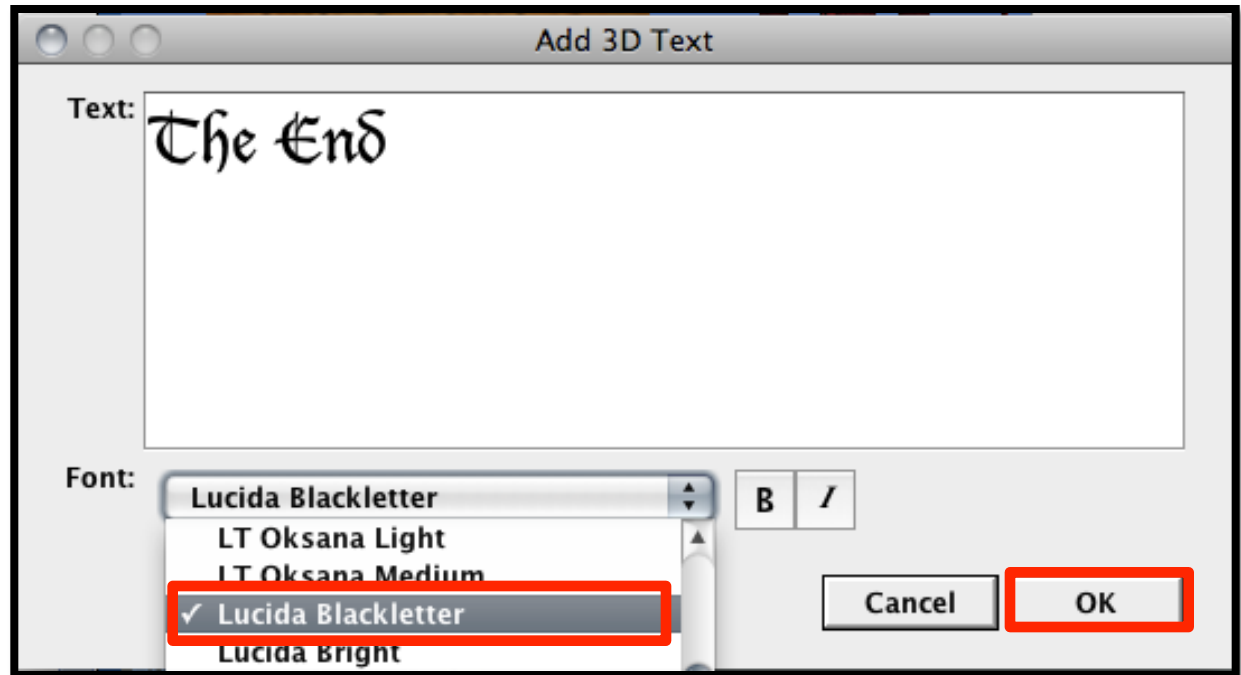 Add 3D Text
Text:
The End
Font:
Lucida Blackletter
B I
LT Oksana Light
LT Oksana Medium
✓ Lucida Blackletter
Lucida Bright
Cancel
OK